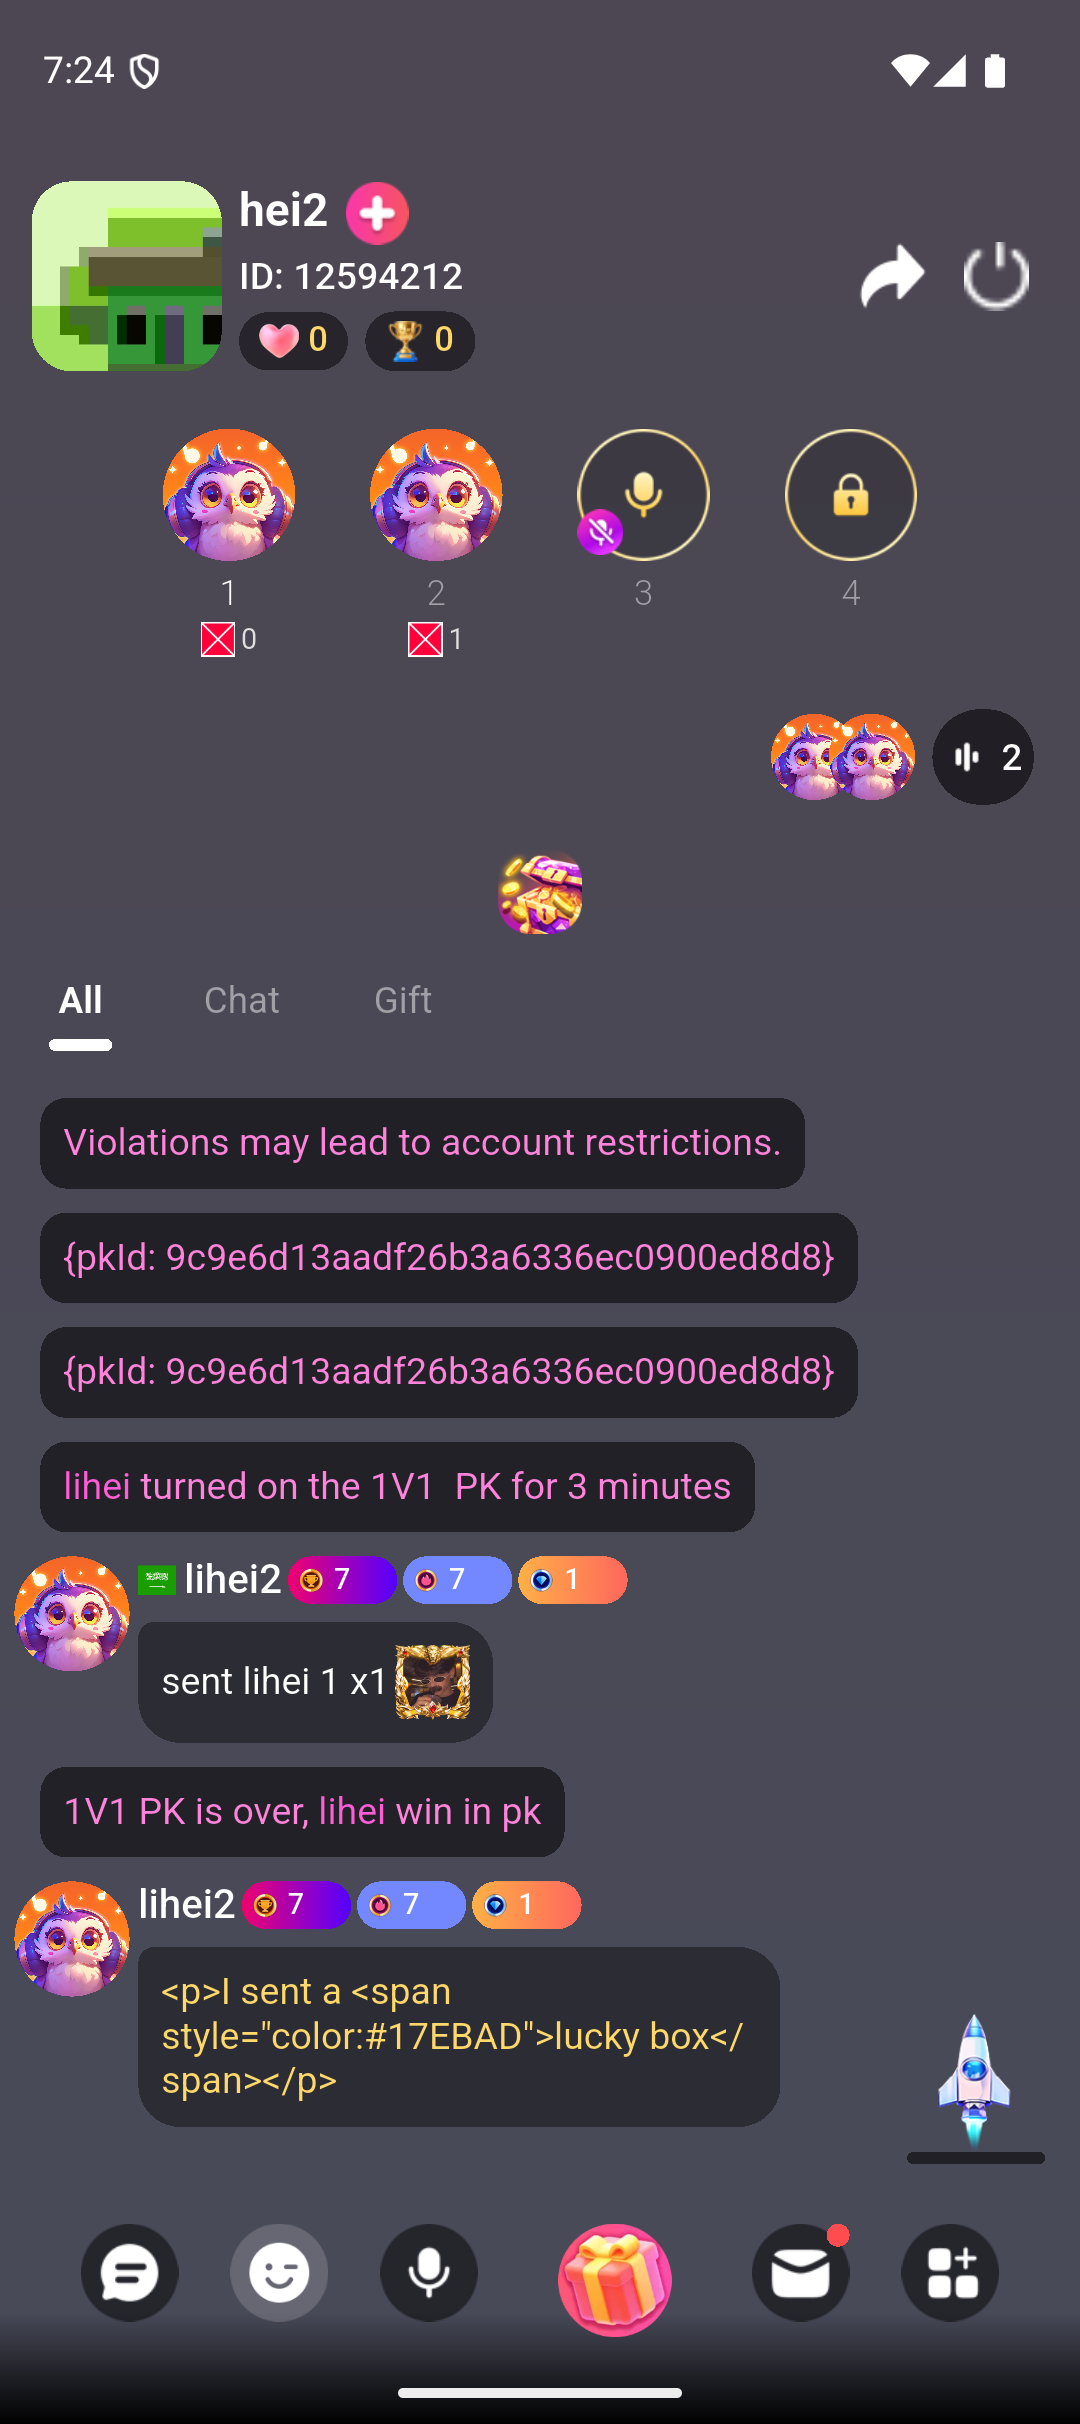 7:24
hei2
ID: 12594212
0
0
1
2
3
4
0
1
2
All
Chat
Gift
Violations may lead to account restrictions.
{pkId: 9c9e6d13aadf26b3a6336ec0900ed8d8}
{pkId: 9c9e6d13aadf26b3a6336ec0900ed8d8}
lihei turned on the 1V1  PK for 3 minutes
lihei2 7 7 1
sent lihei 1 x1
1V1 PK is over, lihei win in pk
lihei2 7 7 1
<p>I sent a <span
style="color:#17EBAD">lucky box</
span></p>